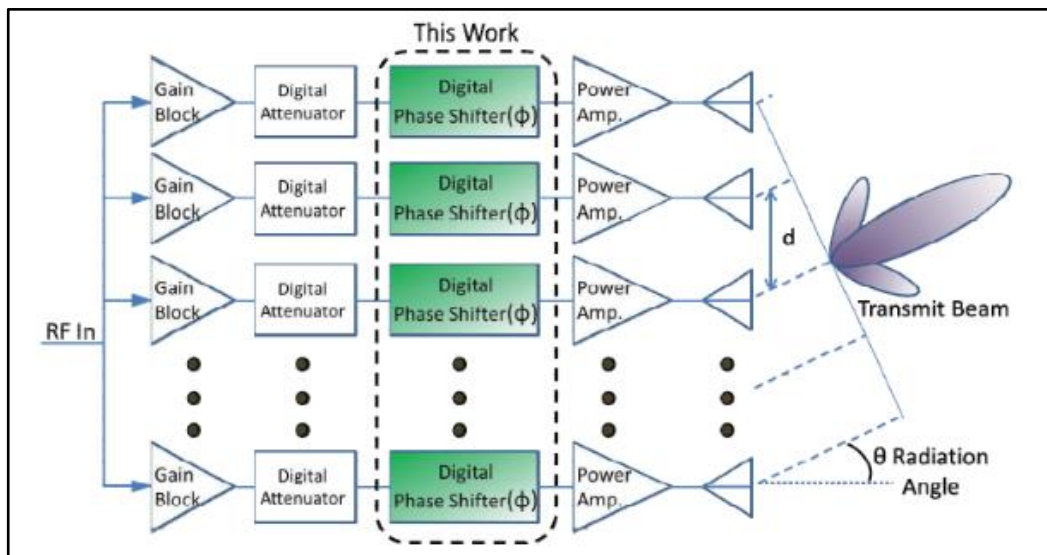 This Work
Gain
Block
Digital
Attenuator
Digital
Phase Shifter(ϕ)
Power
Amp.
Gain
Block
Digital
Attenuator
Digital
Phase Shifter(ϕ)
Power
Amp.
d
Gain
Block
Digital
Attenuator
Digital
Phase Shifter(ϕ)
Power
Amp.
Transmit Beam
RF In
Gain
Block
Digital
Attenuator
Digital
Phase Shifter(ϕ)
Power
Amp.
θ Radiation
Angle